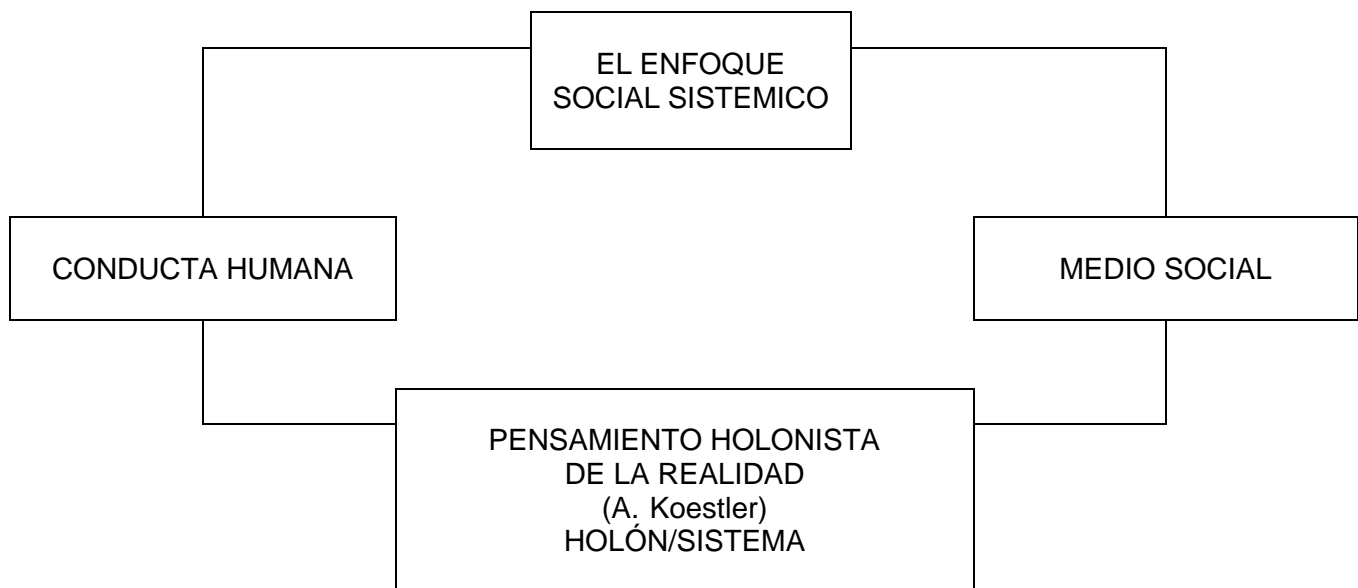 EL ENFOQUE
SOCIAL SISTEMICO
CONDUCTA HUMANA
MEDIO SOCIAL
PENSAMIENTO HOLONISTA
DE LA REALIDAD
(A. Koestler)
HOLÓN/SISTEMA